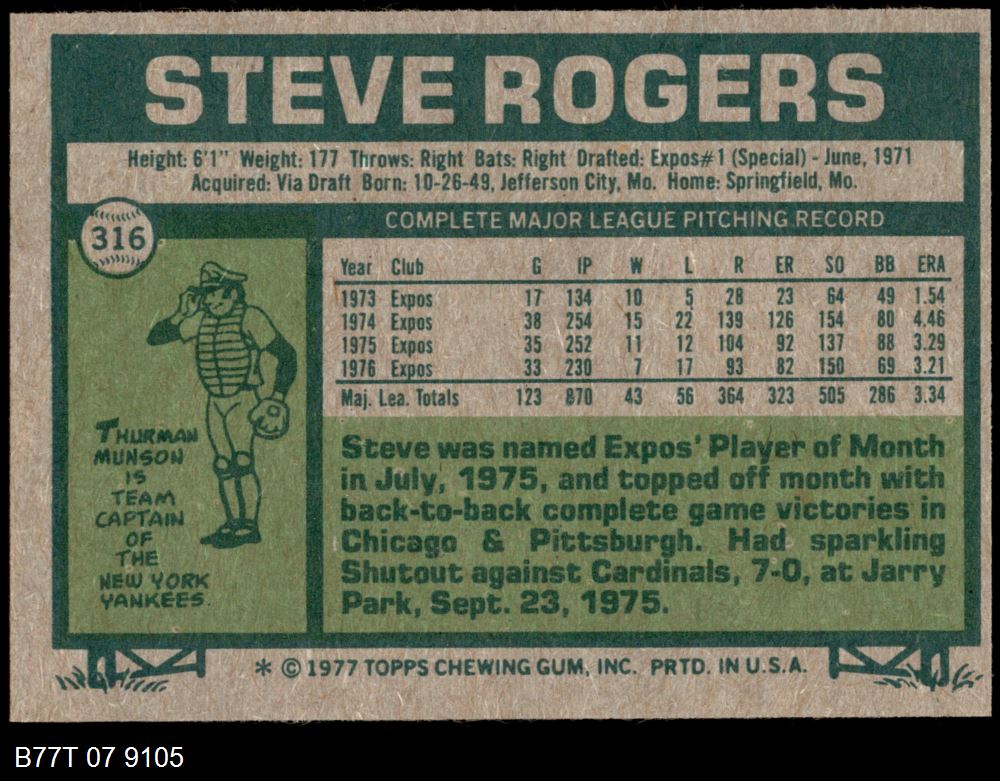 STEVE ROGERS
Height: 6'1" Weight: 177 Throws: Right Bats: Right Drafted: Expos#1 (Special) - June, 1971
Acquired: Via Draft Born: 10-26-49, Jefferson City, Mo. Home: Springfield, Mo.
316
COMPLETE MAJOR LEAGUE PITCHING RECORD
Year Club G IP W L R ER SO BB ERA
1973 Expos 17 134 10 5 28 23 64 49 1.54
1974 Expos 38 254 15 22 139 126 154 80 4.46
1975 Expos 35 252 11 12 104 92 137 88 3.29
1976 Expos 33 230 7 17 93 82 150 69 3.21
Maj. Lea. Totals 123 870 43 56 364 323 505 286 3.34
THURMAN
MUNSON
IS
TEAM
CAPTAIN
OF
THE
NEW YORK
YANKEES.
Steve was named Expos' Player of Month
in July, 1975, and topped off month with
back-to-back complete game victories in
Chicago & Pittsburgh. Had sparkling
Shutout against Cardinals, 7-0, at Jarry
Park, Sept. 23, 1975.
* © 1977 TOPPS CHEWING GUM, INC. PRTD. IN U.S.A.
B77T 07 9105